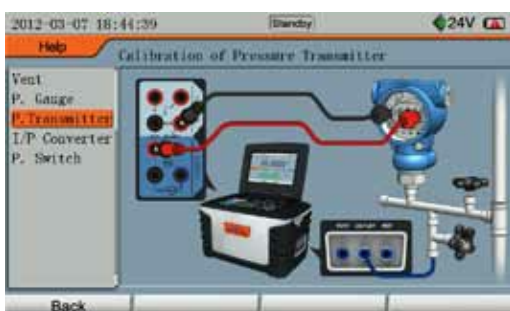 2012-03-07 18:44:39 Standby 24V
Help
Calibration of Pressure Transmitter
Vent
P. Gauge
P.Transmitter
I/P Converter
P. Switch
Back